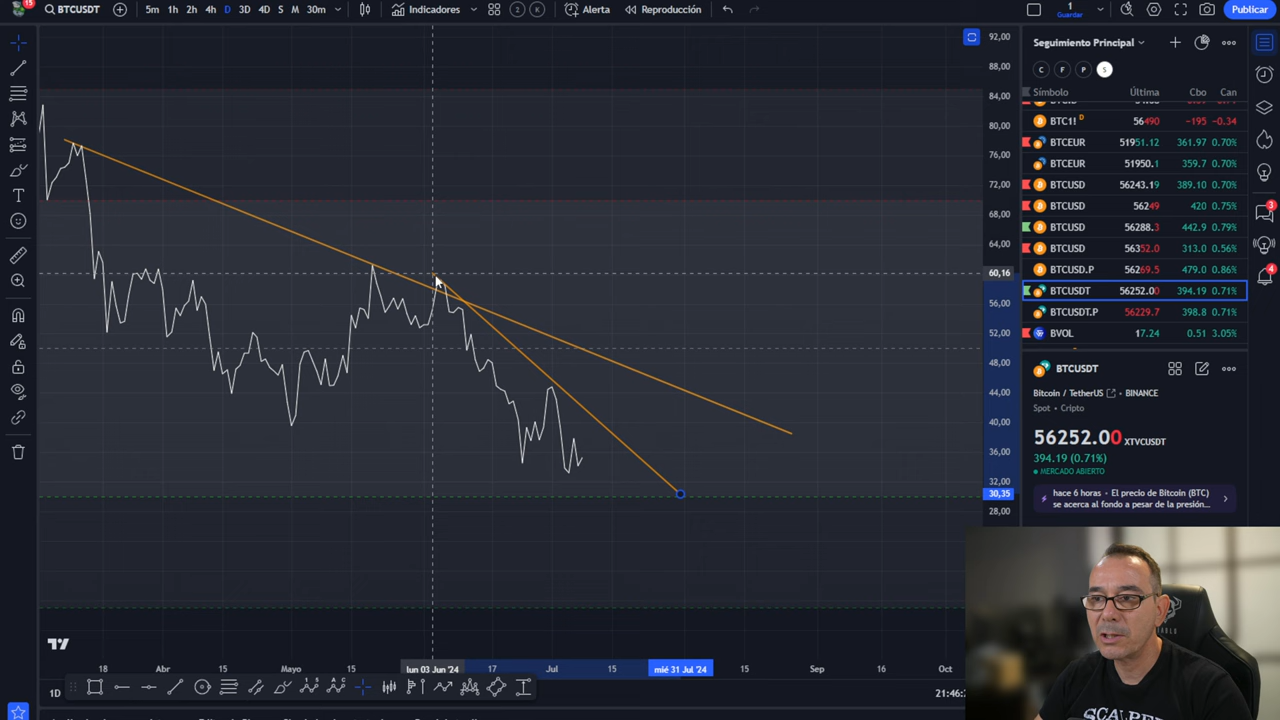 15
BTCUSDT 5m 1h 2h 4h D 3D 4D S M 30m Indicadores Alerta Reproducción 1 Guardar Publicar
92,00
88,00
84,00
80,00
76,00
72,00
68,00
64,00
60,16
56,00
52,00
48,00
44,00
40,00
36,00
32,00
30,35
28,00
18 Abr 15 Mayo 15 lun 03 Jun '24 17 Jul 15 mié 31 Jul '24 15 Sep 16 Oct
1D
21:46:
Seguimiento Principal
C F P S
Símbolo Última Cbo Can
BTC1! D 56490 −195 −0.34
BTCEUR 51951.12 361.97 0.70%
BTCEUR 51950.1 359.7 0.70%
BTCUSD 56243.19 389.10 0.70%
BTCUSD 56249 420 0.75%
BTCUSD 56288.3 442.9 0.79%
BTCUSD 56352.0 313.0 0.56%
BTCUSD.P 56269.5 479.0 0.86%
BTCUSDT 56252.00 394.19 0.71%
BTCUSDT.P 56229.7 398.8 0.71%
BVOL 17.24 0.51 3.05%
BTCUSDT
Bitcoin / TetherUS • BINANCE
Spot • Cripto
56252.00 XTVCUSDT
394.19 (0.71%)
MERCADO ABIERTO
hace 6 horas • El precio de Bitcoin (BTC)
se acerca al fondo a pesar de la presión...
3
4
SCALPER